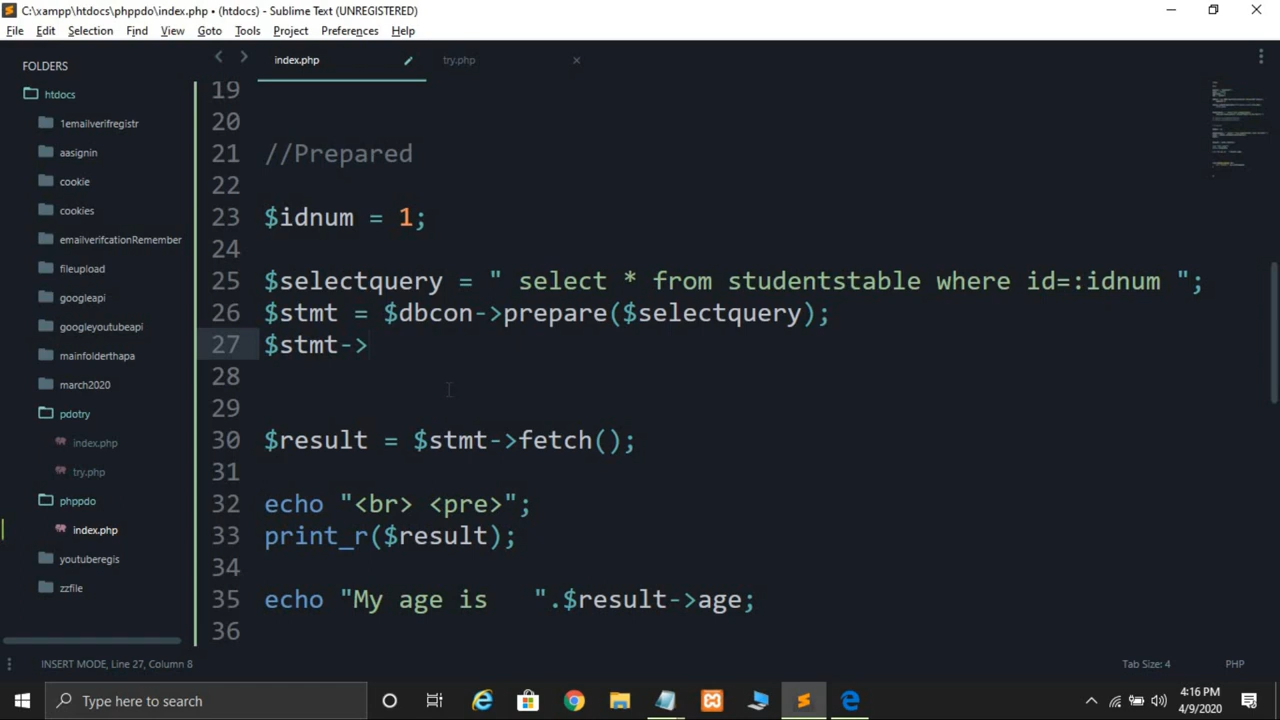 C:\xampp\htdocs\phppdo\index.php • (htdocs) - Sublime Text (UNREGISTERED)
File Edit Selection Find View Goto Tools Project Preferences Help
FOLDERS
htdocs
1emailverifregistr
aasignin
cookie
cookies
emailverifcationRemember
fileupload
googleapi
googleyoutubeapi
mainfolderthapa
march2020
pdotry
index.php
try.php
phppdo
index.php
youtuberegis
zzfile
index.php try.php
19
20
21 //Prepared
22
23 $idnum = 1;
24
25 $selectquery = " select * from studentstable where id=:idnum ";
26 $stmt = $dbcon->prepare($selectquery);
27 $stmt->
28
29
30 $result = $stmt->fetch();
31
32 echo "<br> <pre>";
33 print_r($result);
34
35 echo "My age is   ".$result->age;
36
INSERT MODE, Line 27, Column 8 Tab Size: 4 PHP
Type here to search
4:16 PM
4/9/2020